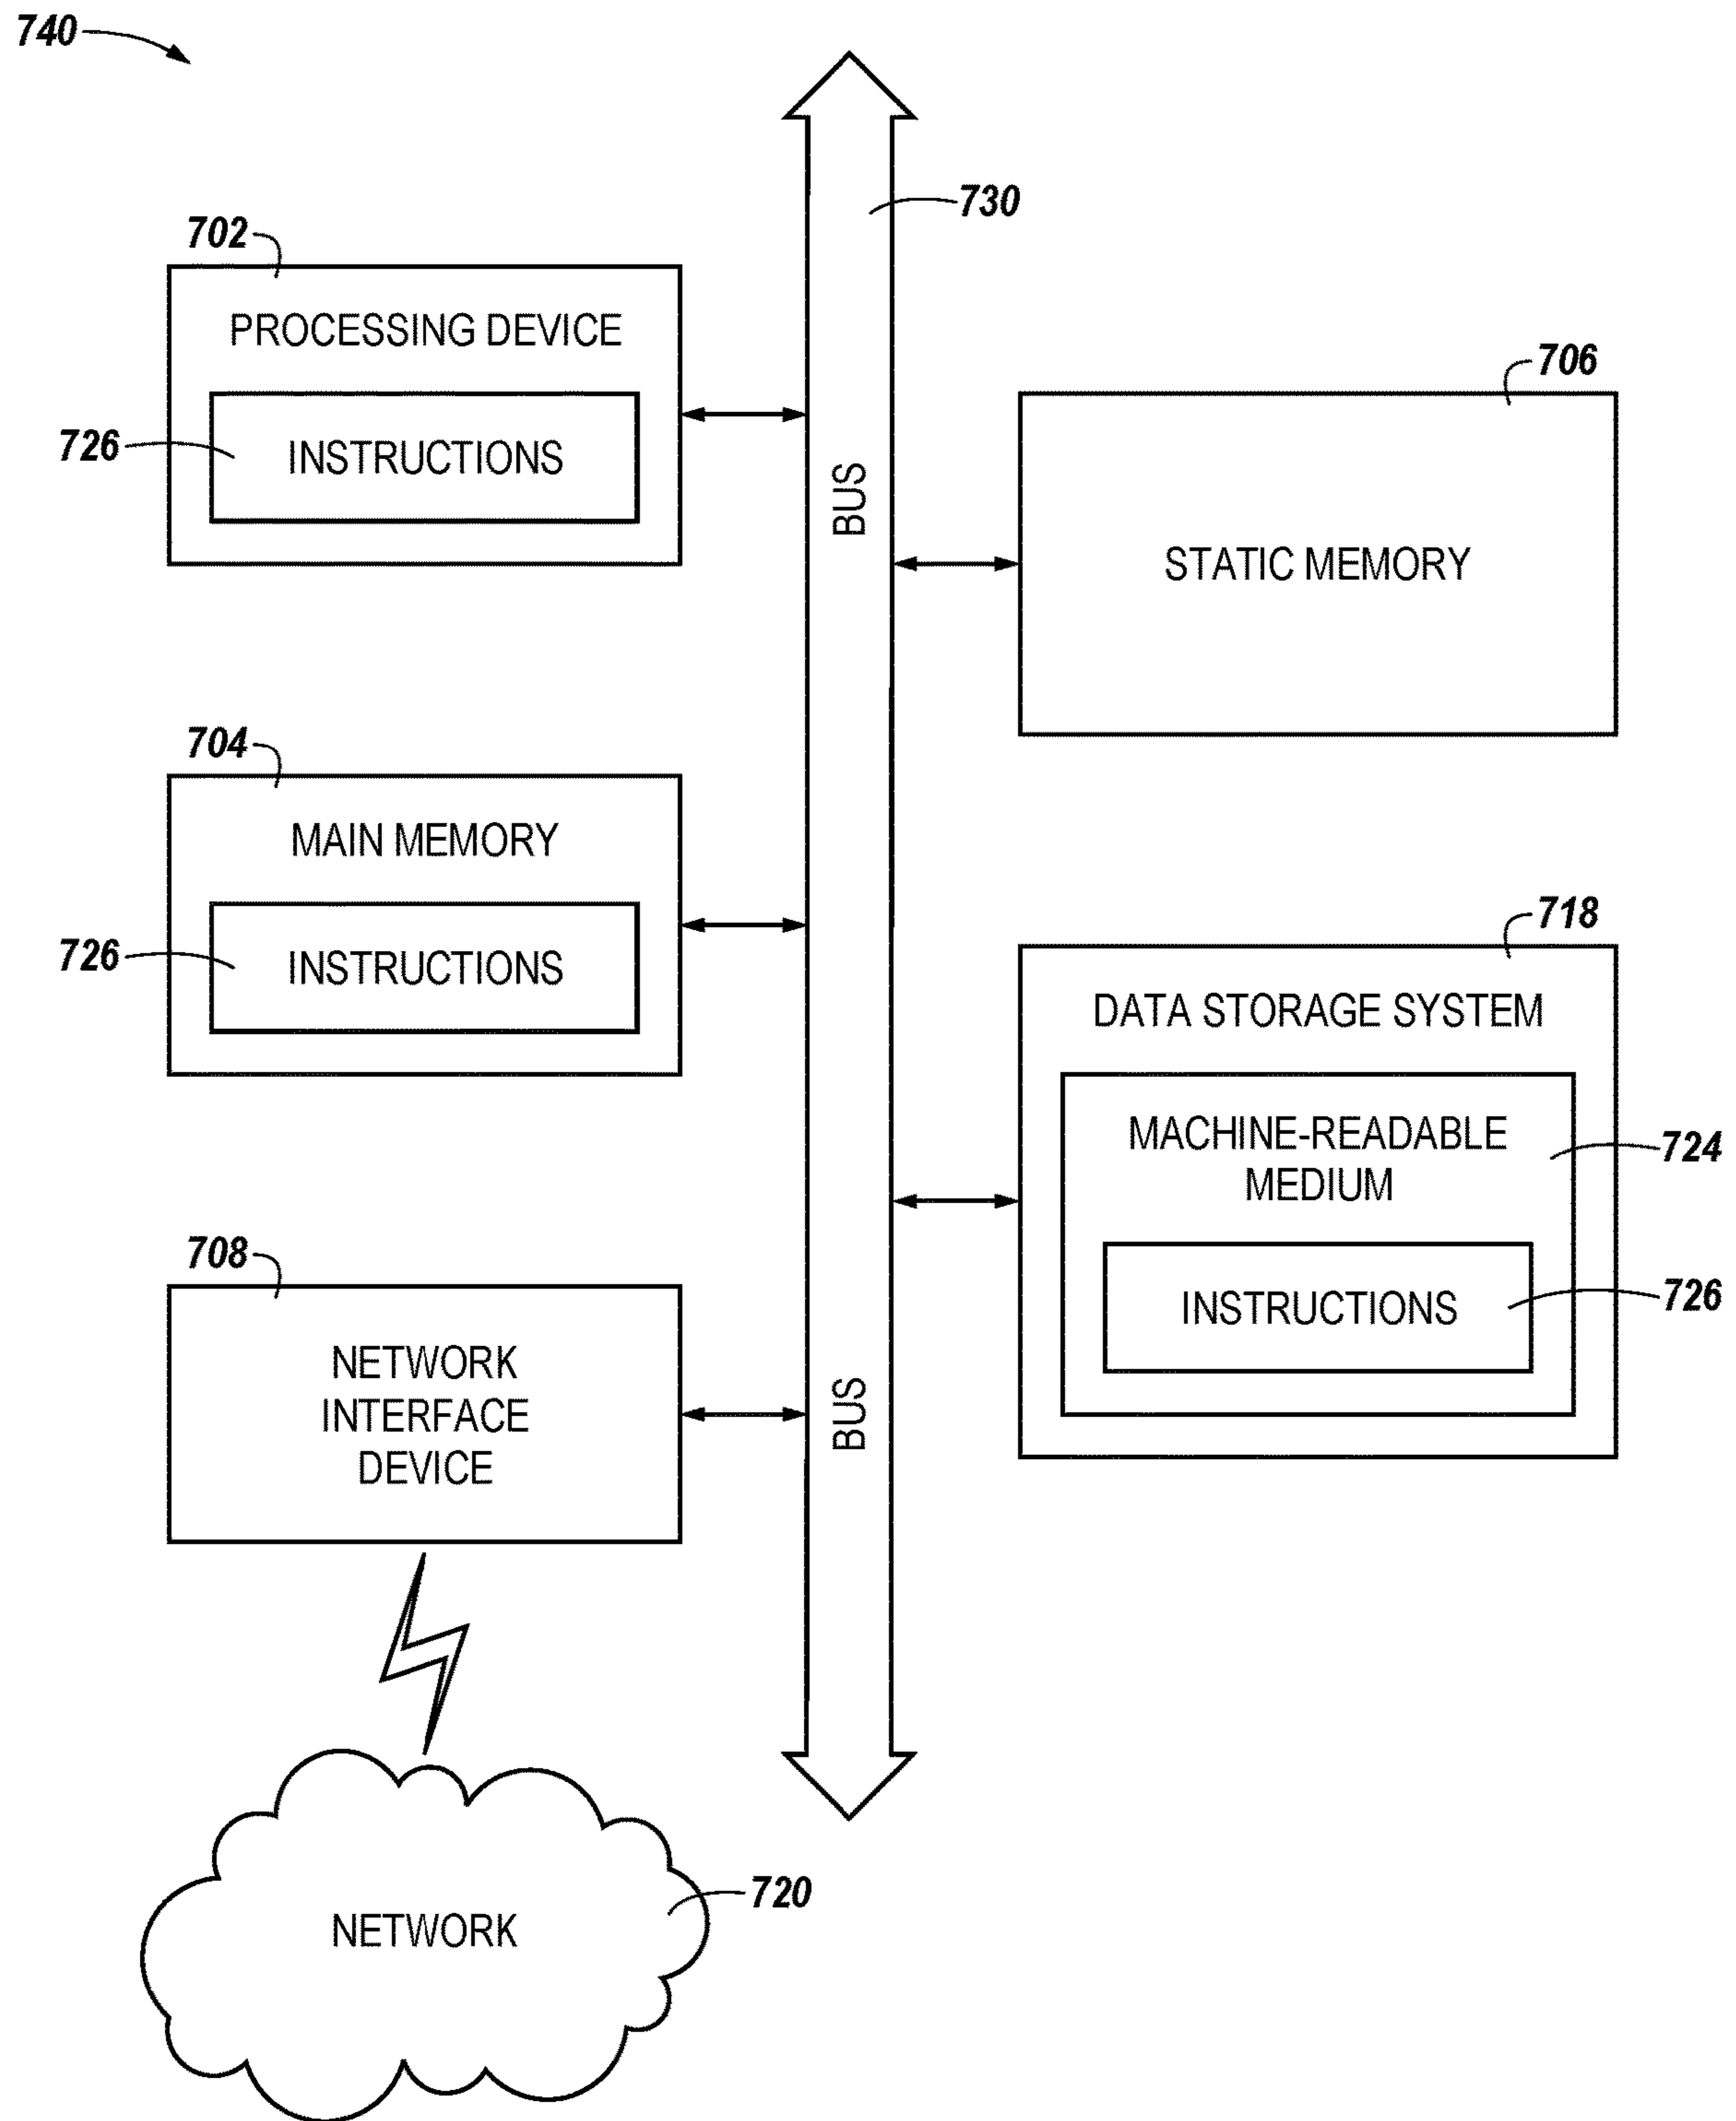 740
730
702
PROCESSING DEVICE
726
INSTRUCTIONS
BUS
706
STATIC MEMORY
704
MAIN MEMORY
726
INSTRUCTIONS
718
DATA STORAGE SYSTEM
MACHINE-READABLE
MEDIUM
724
INSTRUCTIONS
726
708
NETWORK
INTERFACE
DEVICE
BUS
720
NETWORK